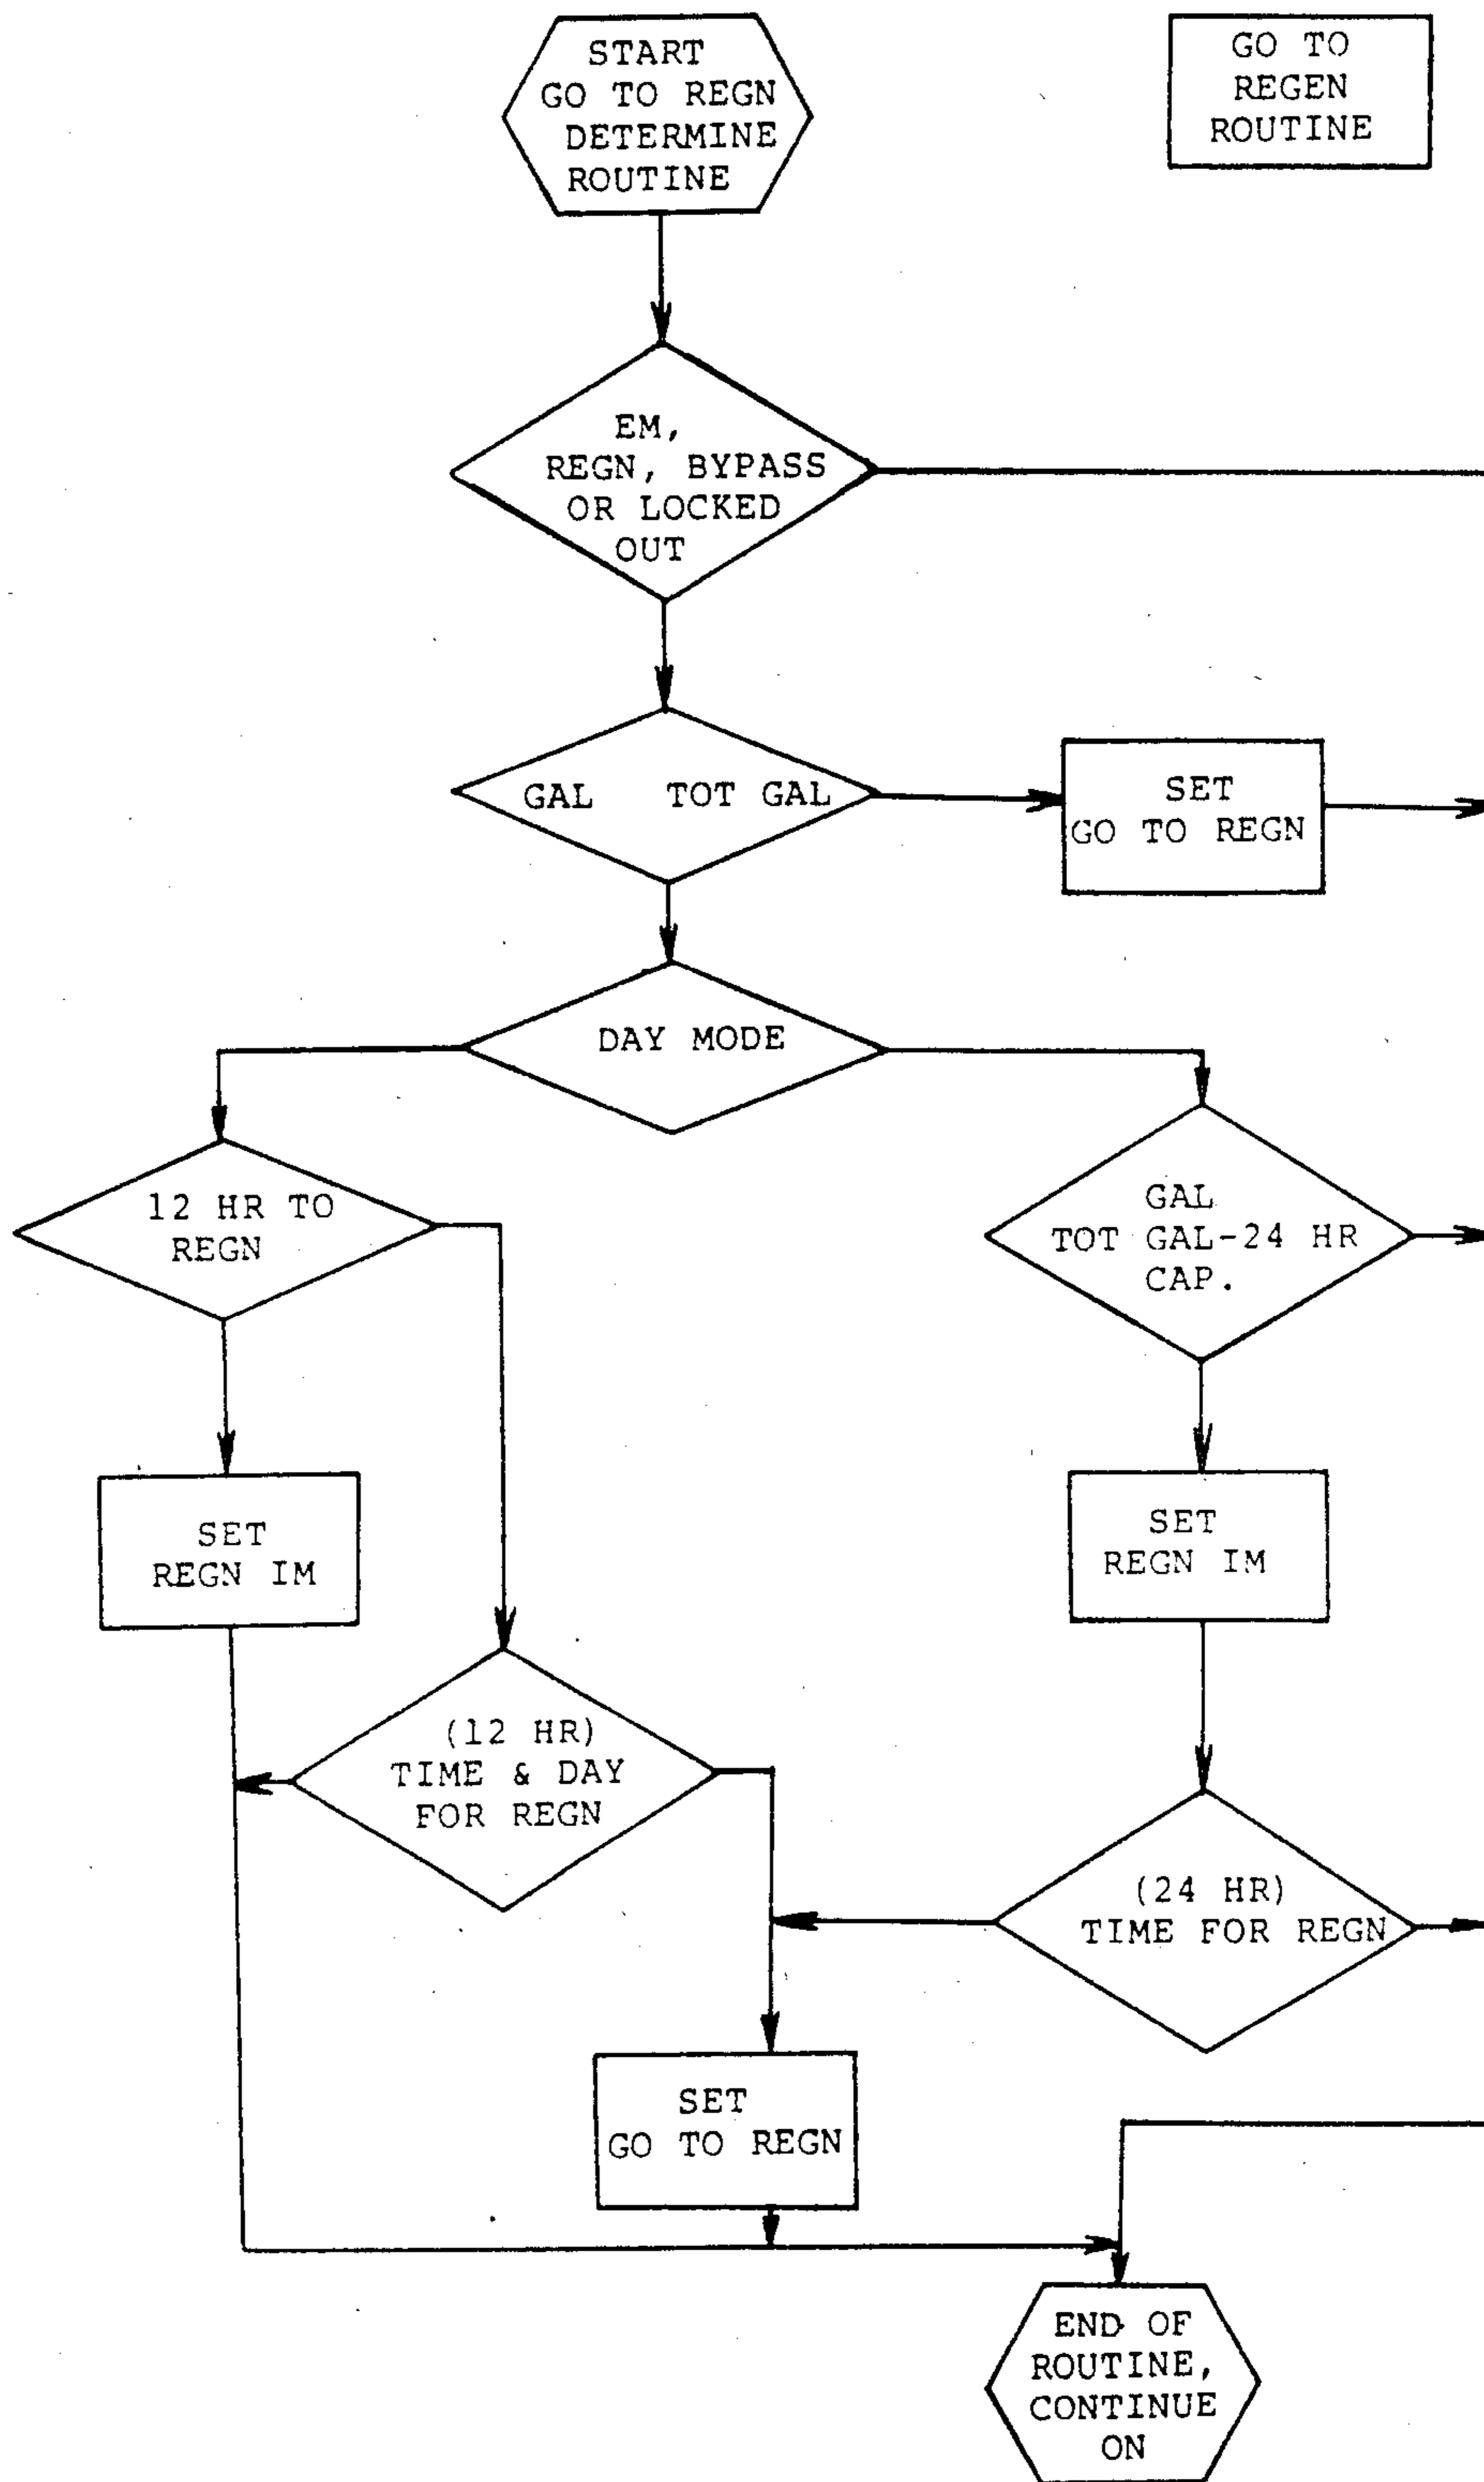 START
GO TO REGN
DETERMINE
ROUTINE
GO TO
REGEN
ROUTINE
EM,
REGN, BYPASS
OR LOCKED
OUT
GAL TOT GAL
SET
GO TO REGN
DAY MODE
12 HR TO
REGN
GAL
TOT GAL-24 HR
CAP.
SET
REGN IM
SET
REGN IM
(12 HR)
TIME & DAY
FOR REGN
(24 HR)
TIME FOR REGN
SET
GO TO REGN
END OF
ROUTINE,
CONTINUE
ON